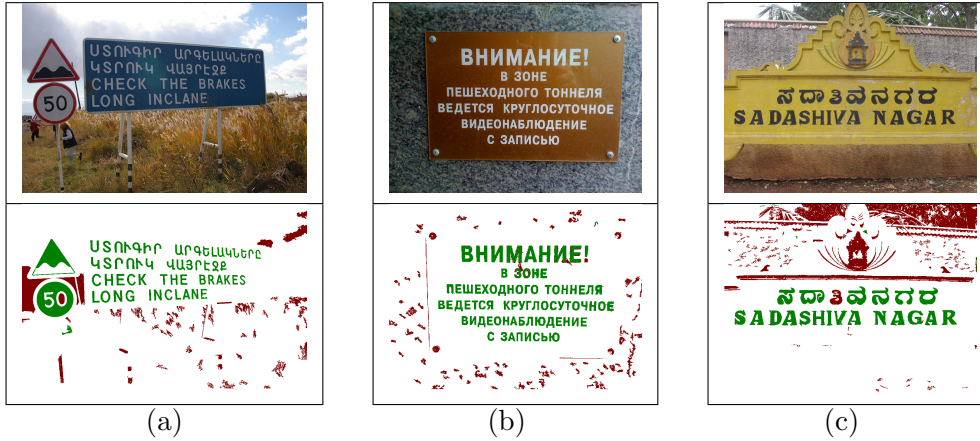 ՍՏՈՒԳԻՐ ԱՐԳԵԼԱԿՆԵՐԸ
ԿՏՐՈՒԿ ՎԱՅՐԷՋՔ
CHECK THE BRAKES
LONG INCLANE
50
ВНИМАНИЕ!
В ЗОНЕ
ПЕШЕХОДНОГО ТОННЕЛЯ
ВЕДЕТСЯ КРУГЛОСУТОЧНОЕ
ВИДЕОНАБЛЮДЕНИЕ
С ЗАПИСЬЮ
ಸದಾಶಿವನಗರ
SADASHIVA NAGAR
ՍՏՈՒԳԻՐ ԱՐԳԵԼԱԿՆԵՐԸ
ԿՏՐՈՒԿ ՎԱՅՐԷՋՔ
CHECK THE BRAKES
LONG INCLANE
50
ВНИМАНИЕ!
В ЗОНЕ
ПЕШЕХОДНОГО ТОННЕЛЯ
ВЕДЕТСЯ КРУГЛОСУТОЧНОЕ
ВИДЕОНАБЛЮДЕНИЕ
С ЗАПИСЬЮ
ಸದಾಶಿವನಗರ
SADASHIVA NAGAR
(a)
(b)
(c)